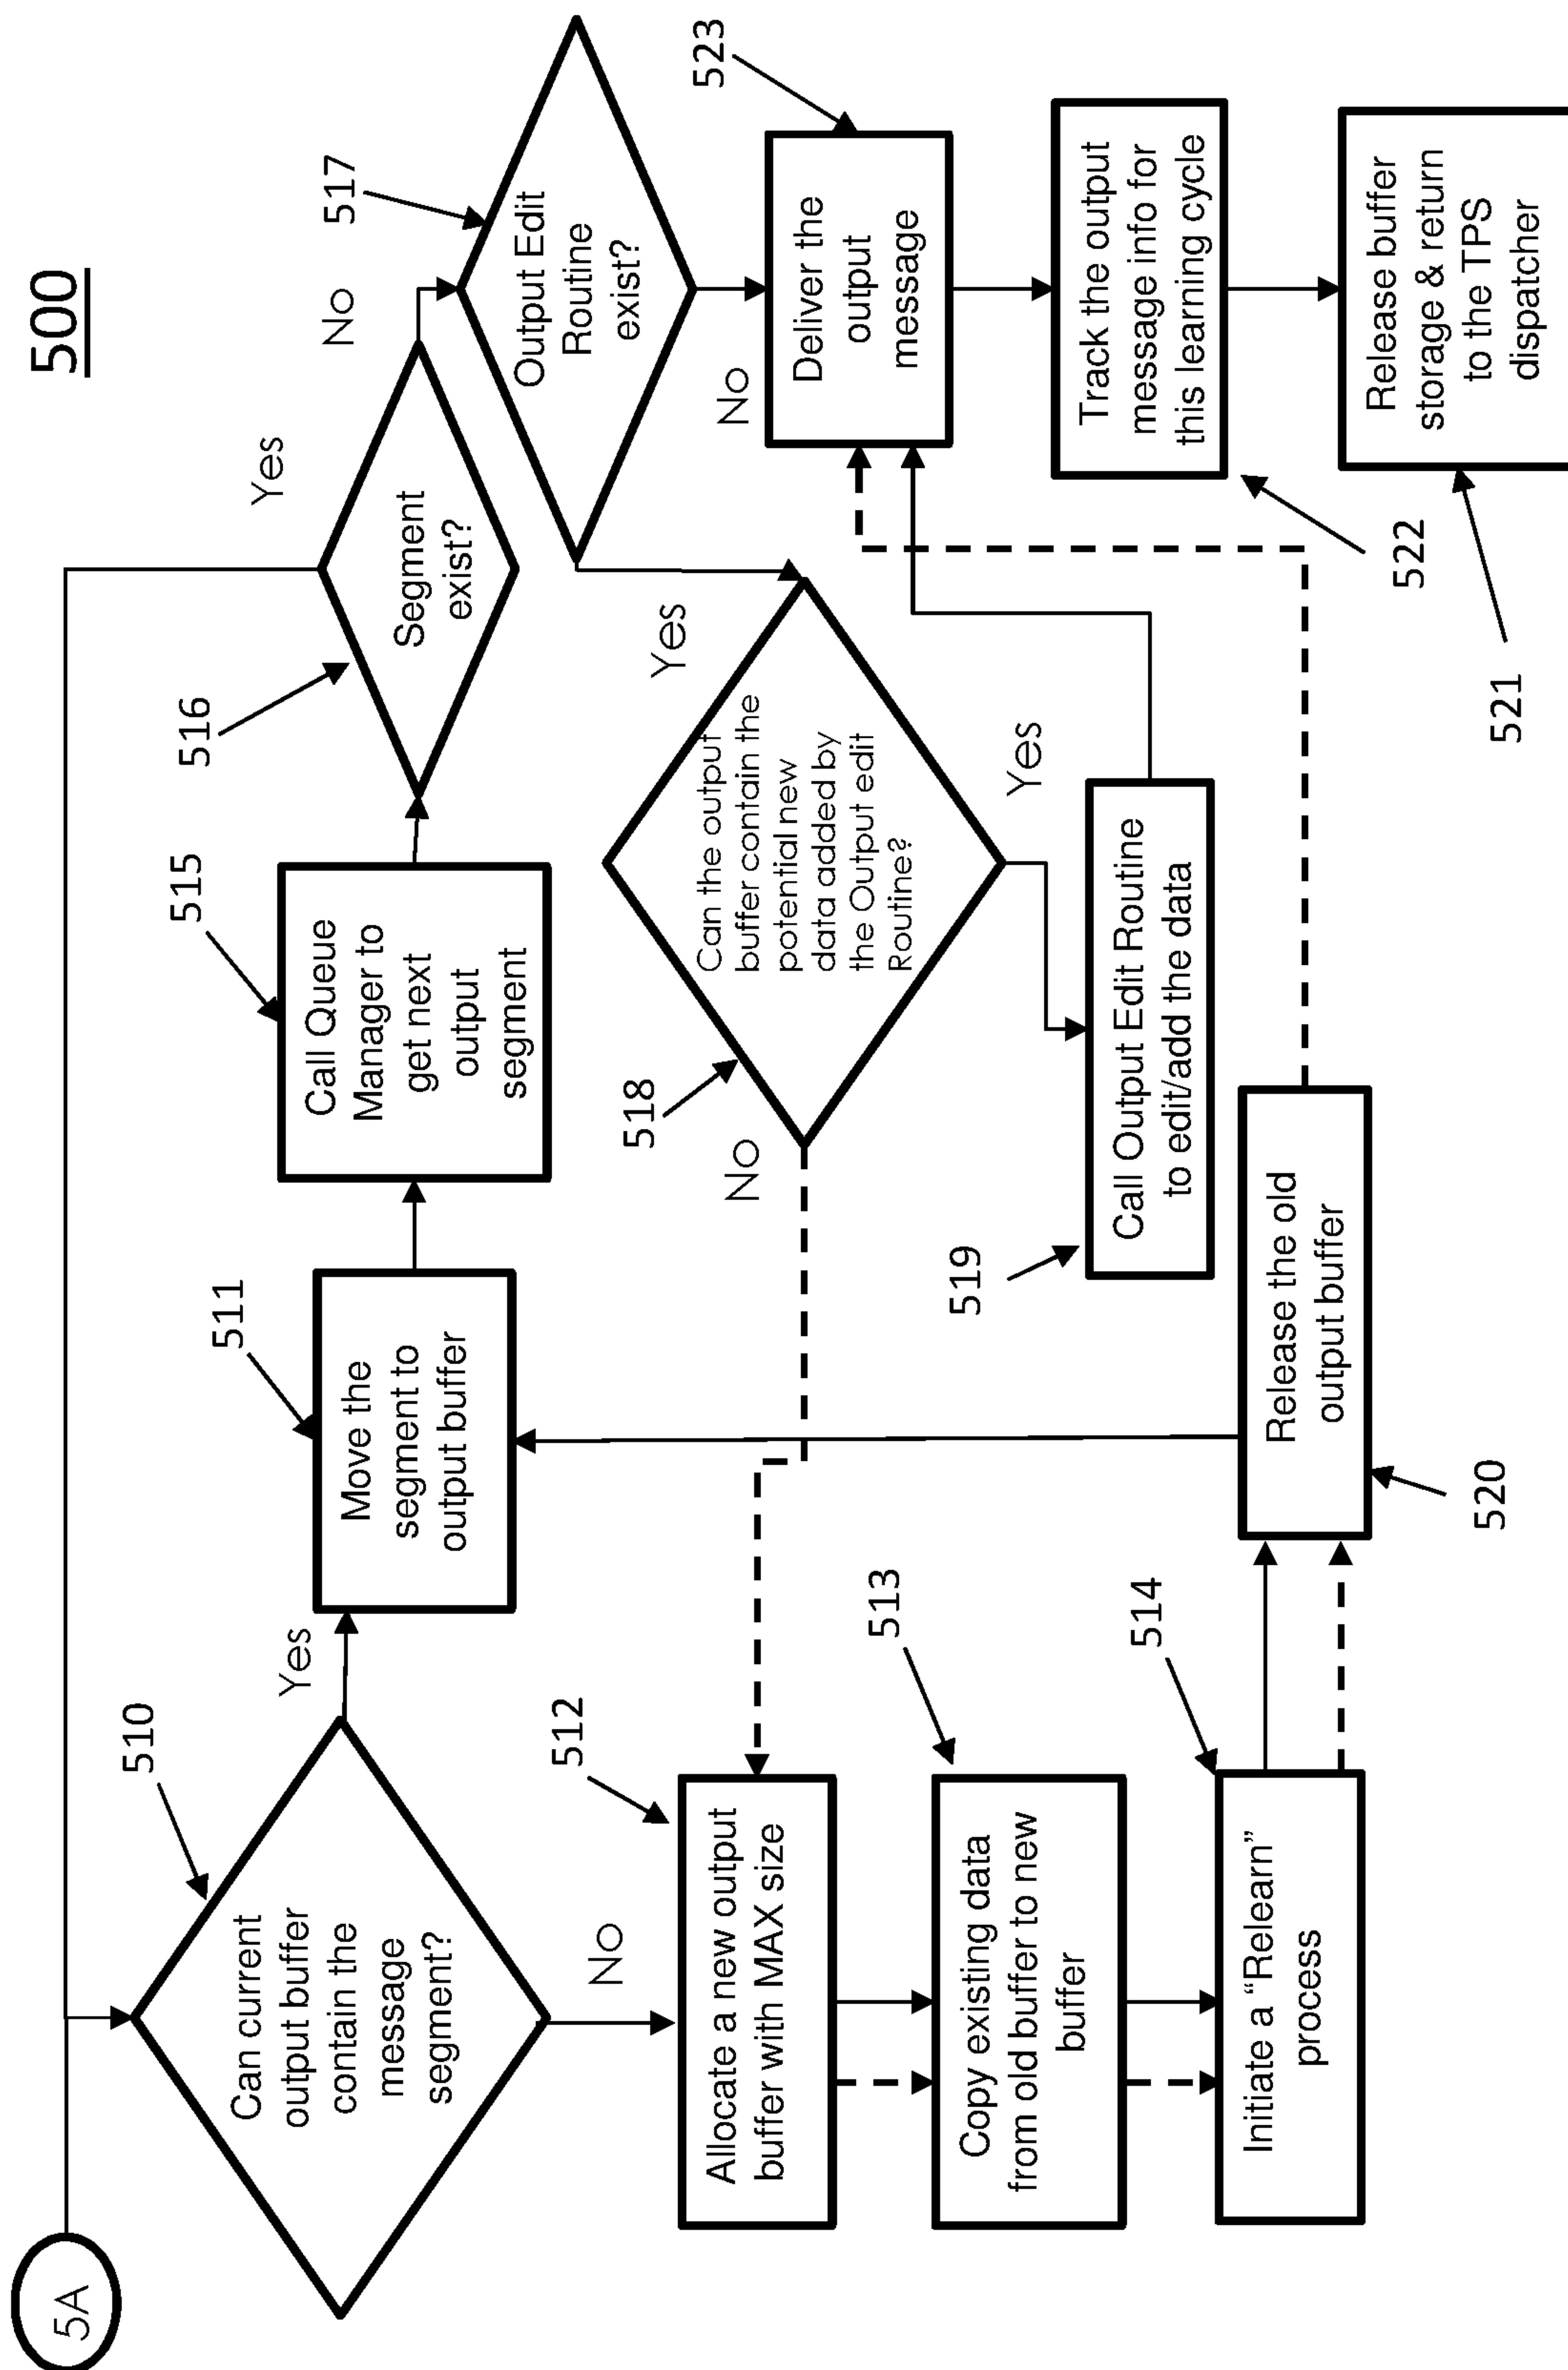 500
5A
510
Can current
output buffer
contain the
message
segment?
Yes
No
511
Move the
segment to
output buffer
515
Call Queue
Manager to
get next
output
segment
516
Segment
exist?
Yes
No
517
Output Edit
Routine
exist?
Yes
No
512
Allocate a new output
buffer with MAX size
513
Copy existing data
from old buffer to new
buffer
514
Initiate a “Relearn”
process
518
Can the output
buffer contain the
potential new
data added by
the Output edit
Routine?
No
Yes
519
Call Output Edit Routine
to edit/add the data
520
Release the old
output buffer
523
Deliver the
output
message
522
Track the output
message info for
this learning cycle
521
Release buffer
storage & return
to the TPS
dispatcher